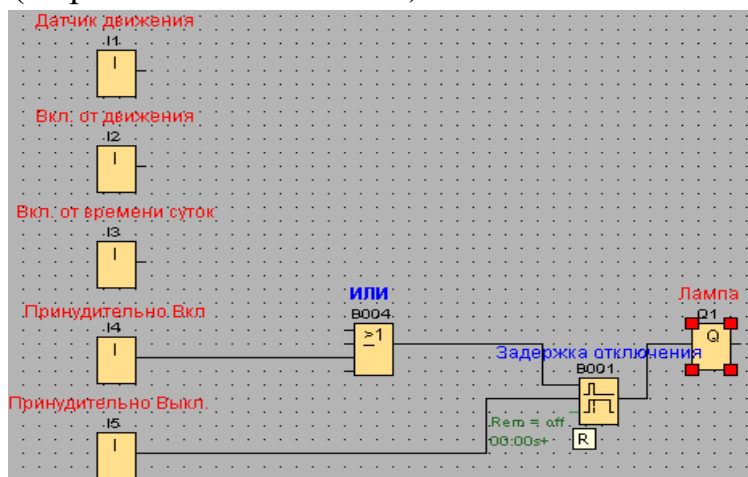 Датчик движения
I1
I
Вкл. от движения
I2
I
Вкл. от времени суток
I3
I
ИЛИ
Лампа
Принудительно Вкл
B004
Q1
I4
≥1
Q
I
Задержка отключения
B001
Принудительно Выкл.
Rem = off
I5
00:00s+
R
I